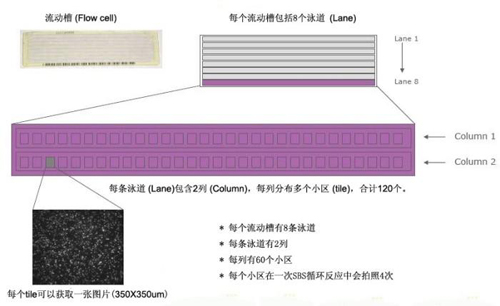 流动槽 (Flow cell)
每个流动槽包括8个泳道 (Lane)
Lane 1
Lane 8
Column 1
Column 2
每条泳道 (Lane)包含2列 (Column)，每列分布多个小区 (tile)，合计120个。
* 每个流动槽有8条泳道
* 每条泳道有2列
* 每列有60个小区
* 每个小区在一次SBS循环反应中会拍照4次
每个tile可以获取一张图片(350X350um)